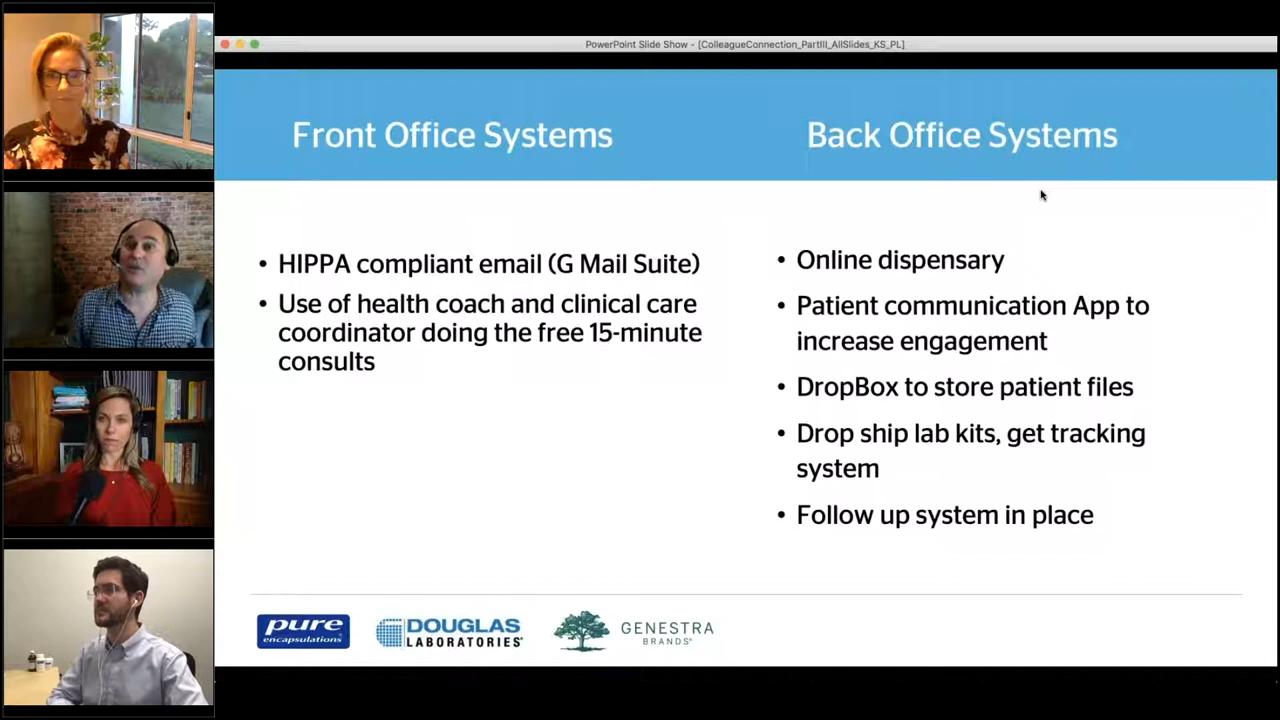 PowerPoint Slide Show - [ColleagueConnection_PartIII_AllSlides_KS_PL]
Front Office Systems
• HIPPA compliant email (G Mail Suite)
• Use of health coach and clinical care
coordinator doing the free 15-minute
consults
Back Office Systems
• Online dispensary
• Patient communication App to
increase engagement
• DropBox to store patient files
• Drop ship lab kits, get tracking
system
• Follow up system in place
pure
encapsulations
DOUGLAS
LABORATORIES
GENESTRA
BRANDS